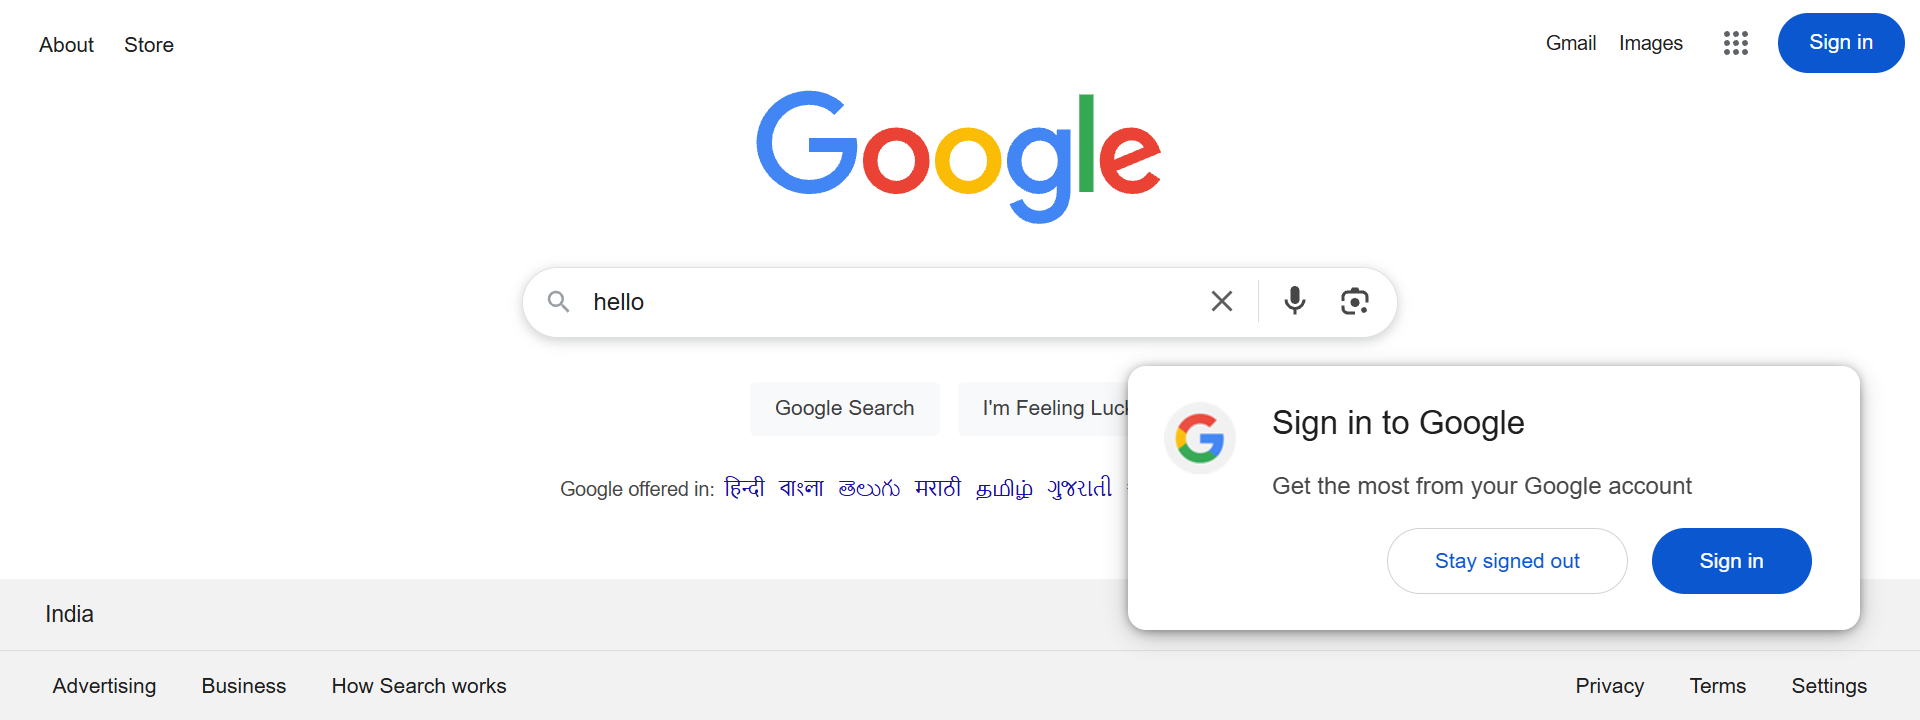 About Store
Gmail Images Sign in
Google
hello
Google Search I'm Feeling
Google offered in: हिन्दी বাংলা తెలుగు मराठी தமிழ் ગુજરાતી
Sign in to Google
Get the most from your Google account
Stay signed out Sign in
India
Advertising Business How Search works
Privacy Terms Settings